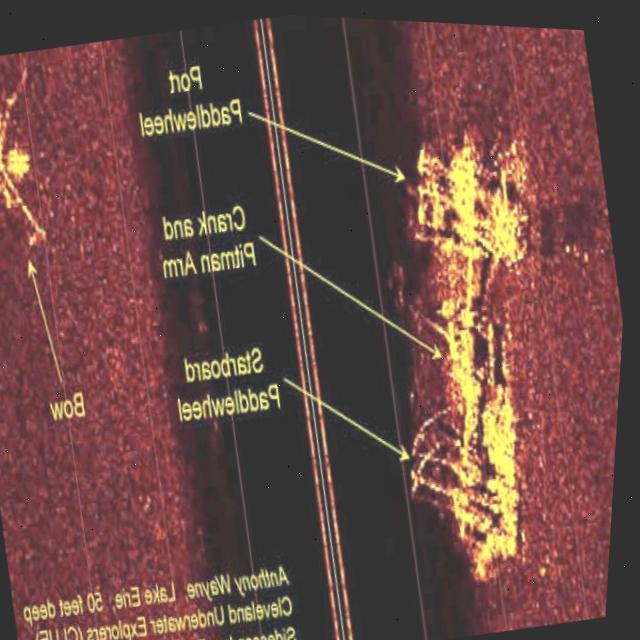 Port
Paddlewheel
Crank and
Pitman Arm
Starboard
Paddlewheel
Bow
Anthony Wayne, Lake Erie, 50 feet deep
Cleveland Underwater Explorers (CLUE)